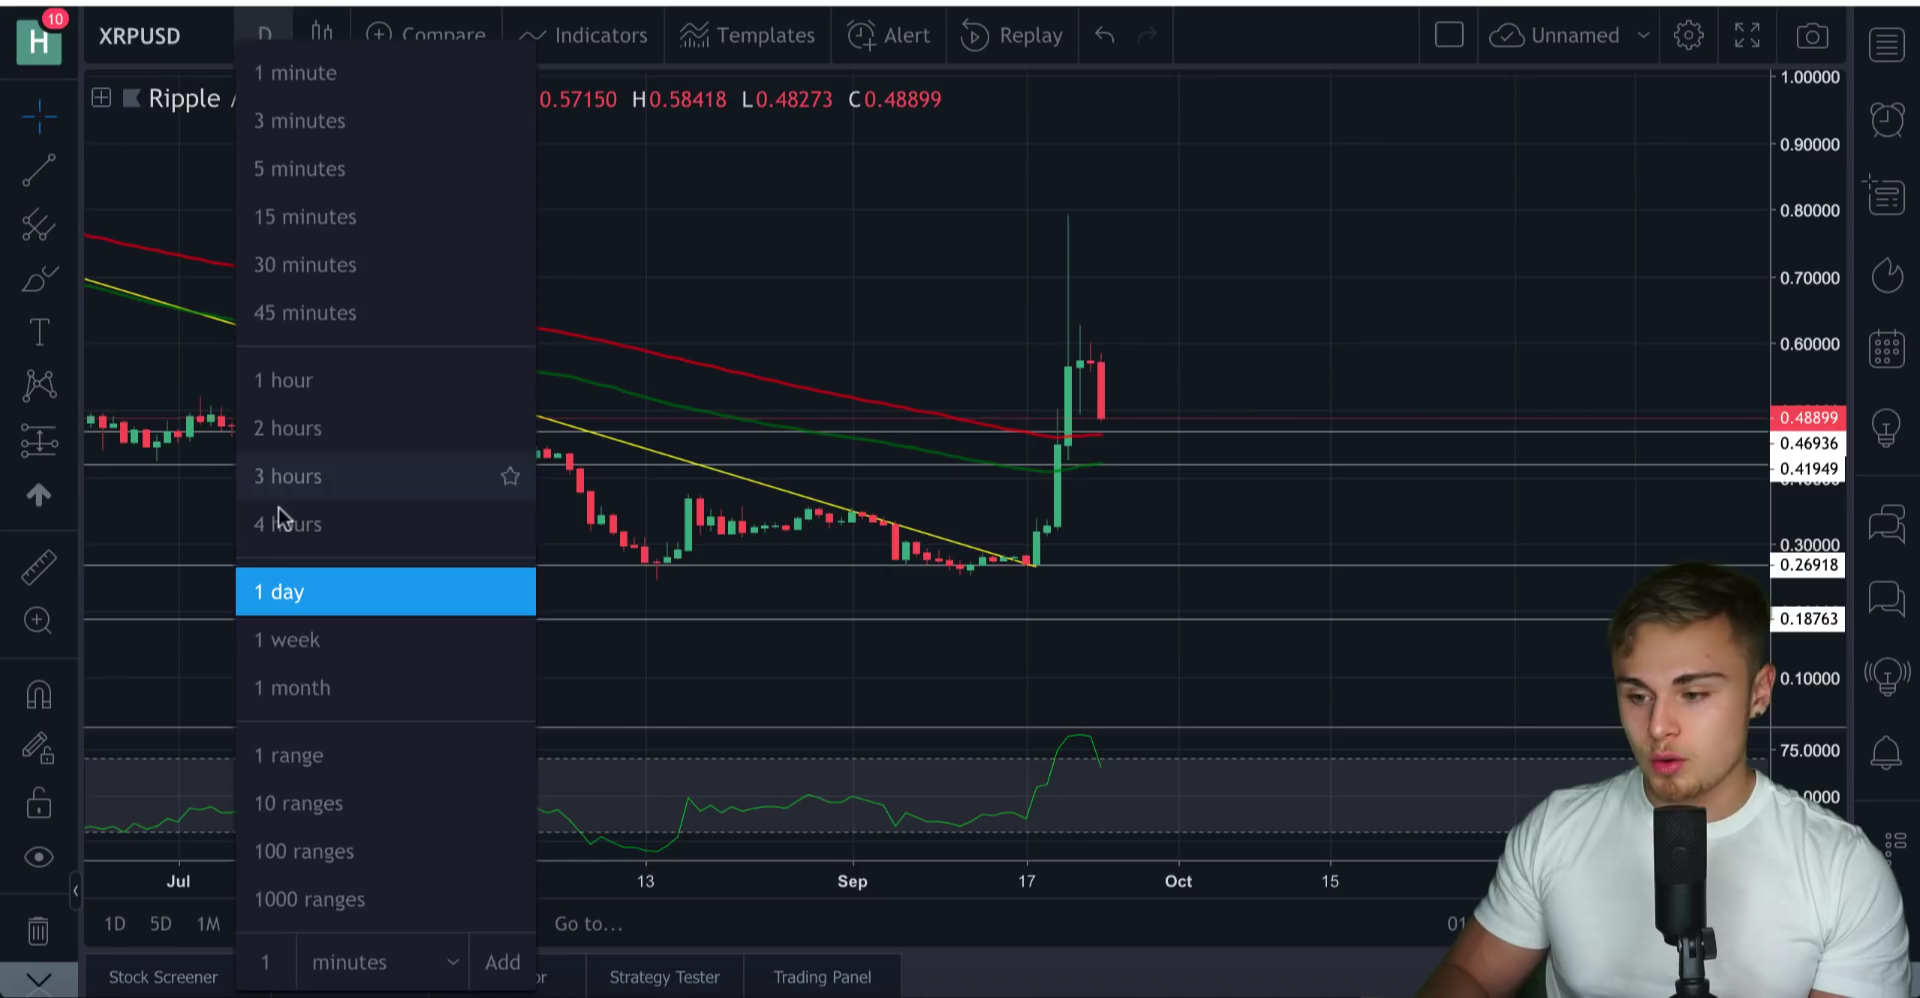 10
H
XRPUSD
D
Compare
Indicators
Templates
Alert
Replay
Unnamed
Ripple
0.57150 H0.58418 L0.48273 C0.48899
1 minute
3 minutes
5 minutes
15 minutes
30 minutes
45 minutes
1 hour
2 hours
3 hours
4 hours
1 day
1 week
1 month
1 range
10 ranges
100 ranges
1000 ranges
1 minutes Add
1.00000
0.90000
0.80000
0.70000
0.60000
0.48899
0.46936
0.41949
0.30000
0.26918
0.18763
0.10000
75.0000
Jul 13 Sep 17 Oct 15
1D 5D 1M Go to... 01
Stock Screener Strategy Tester Trading Panel